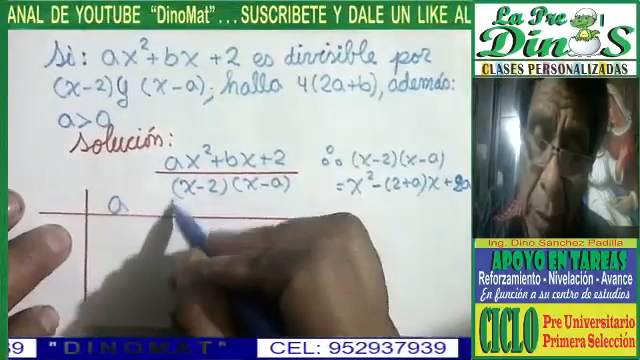 ANAL DE YOUTUBE "DinoMat"... SUSCRIBETE Y DALE UN LIKE AL
Si: ax²+bx+2 es divisible por
(x-2) y (x-a); halla 4(2a+b), además:
a>0
Solución:
ax²+bx+2
(x-2)(x-a)
∴ (x-2)(x-a)
= x²-(2+a)x+2a
a
La Pre
DinoS
CLASES PERSONALIZADAS
Ing. Dino Sánchez Padilla
APOYO EN TAREAS
Reforzamiento - Nivelación - Avance
En función a su centro de estudios
CICLO Pre Universitario
Primera Selección
39 "DINOMAT" CEL: 952937939